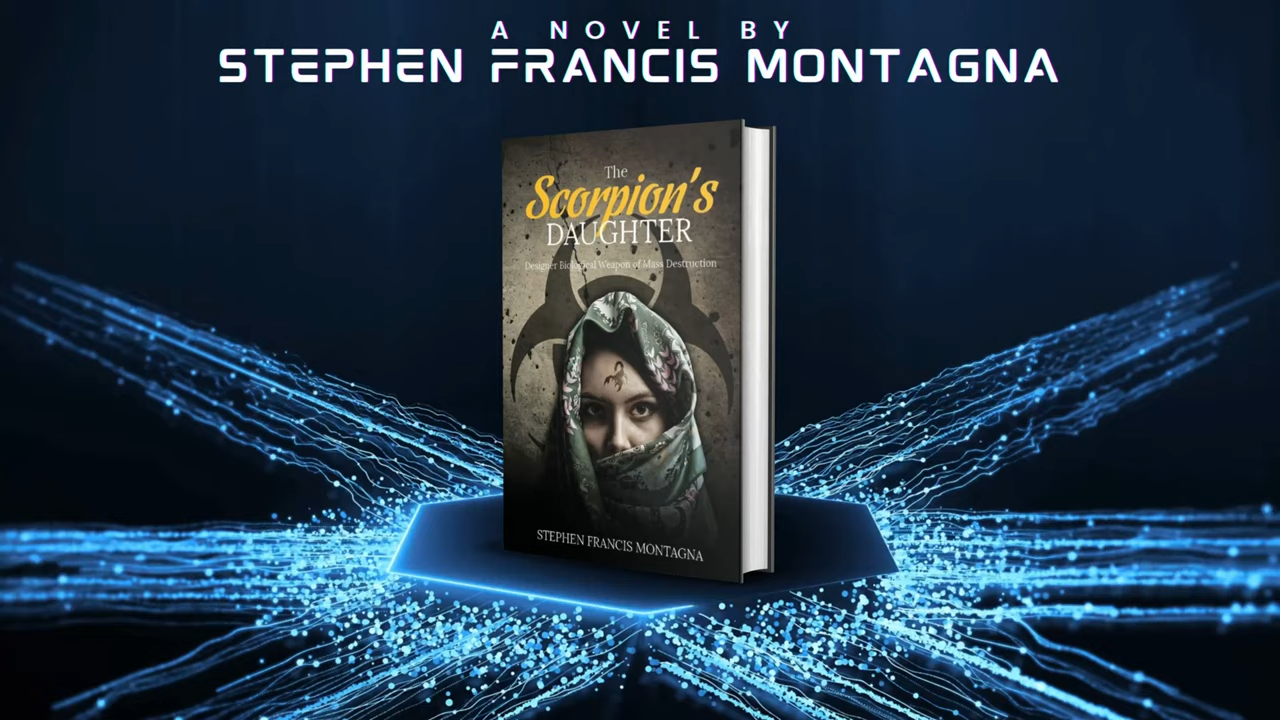 A NOVEL BY
STEPHEN FRANCIS MONTAGNA
The
Scorpion's
DAUGHTER
Designer Biological Weapon of Mass Destruction
STEPHEN FRANCIS MONTAGNA